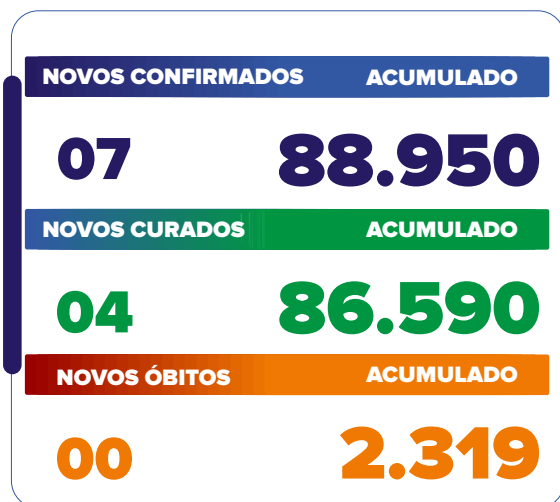 NOVOS CONFIRMADOS ACUMULADO
07 88.950
NOVOS CURADOS ACUMULADO
04 86.590
NOVOS ÓBITOS ACUMULADO
00 2.319